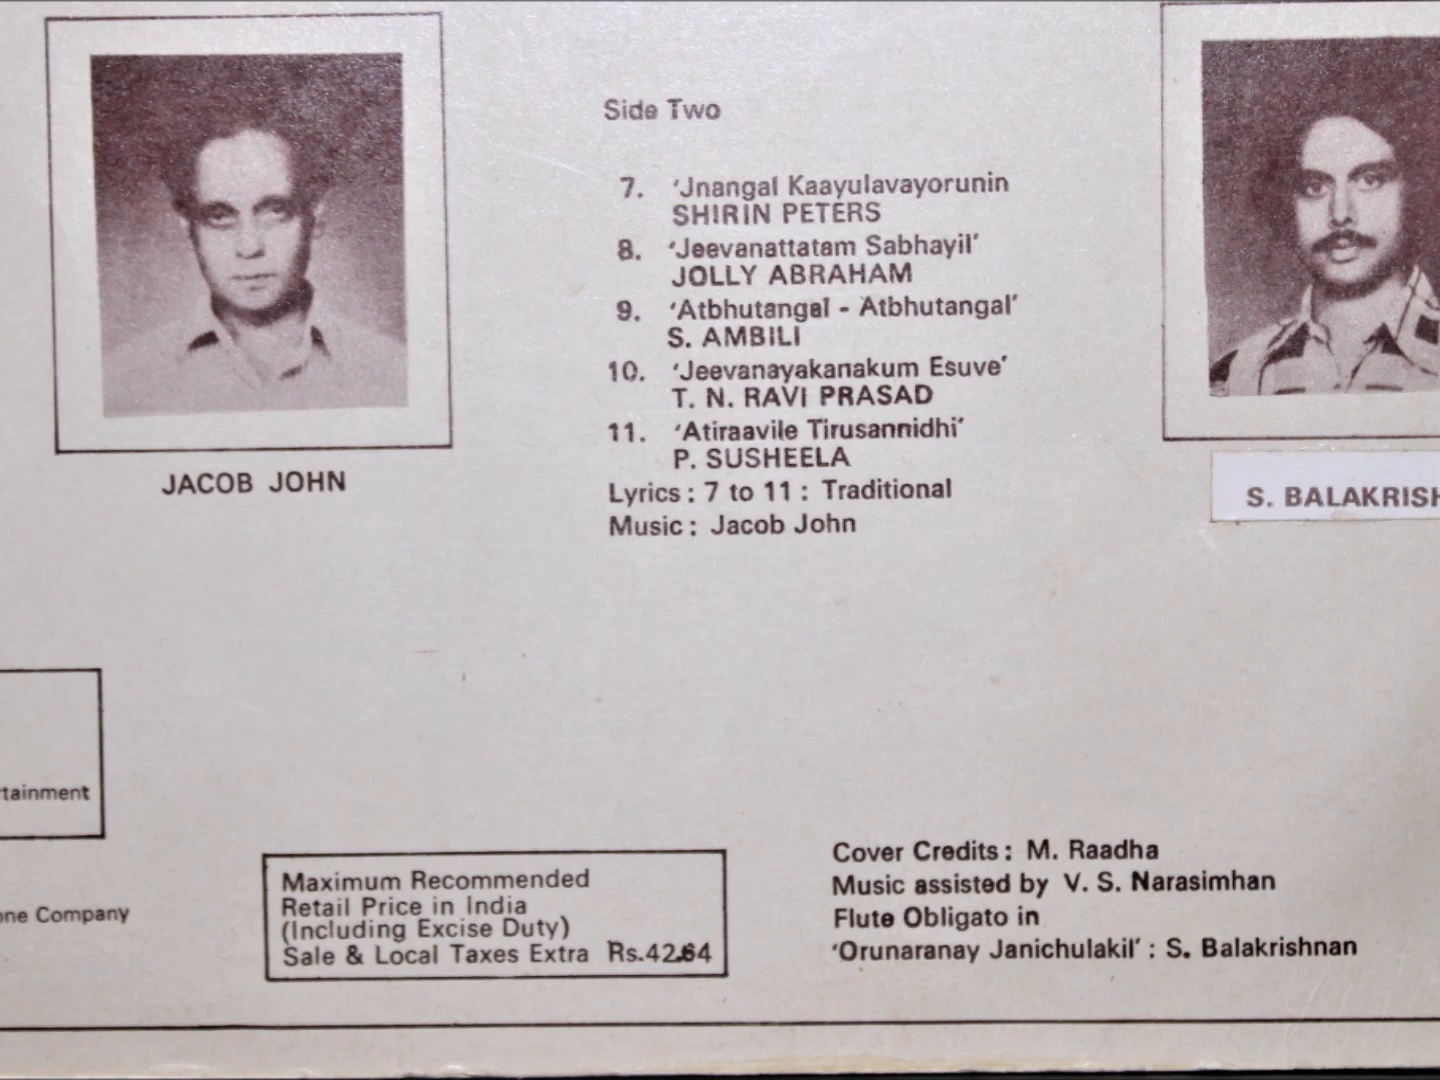 Side Two
7. ‘Jnangal Kaayulavayorunin
SHIRIN PETERS
8. ‘Jeevanattatam Sabhayil’
JOLLY ABRAHAM
9. ‘Atbhutangal - Atbhutangal’
S. AMBILI
10. ‘Jeevanayakanakum Esuve’
T. N. RAVI PRASAD
11. ‘Atiraavile Tirusannidhi’
P. SUSHEELA
Lyrics : 7 to 11 : Traditional
Music : Jacob John
JACOB JOHN
S. BALAKRISH
rtainment
one Company
Maximum Recommended
Retail Price in India
(Including Excise Duty)
Sale & Local Taxes Extra Rs.42.64
Cover Credits : M. Raadha
Music assisted by V. S. Narasimhan
Flute Obligato in
‘Orunaranay Janichulakil’ : S. Balakrishnan